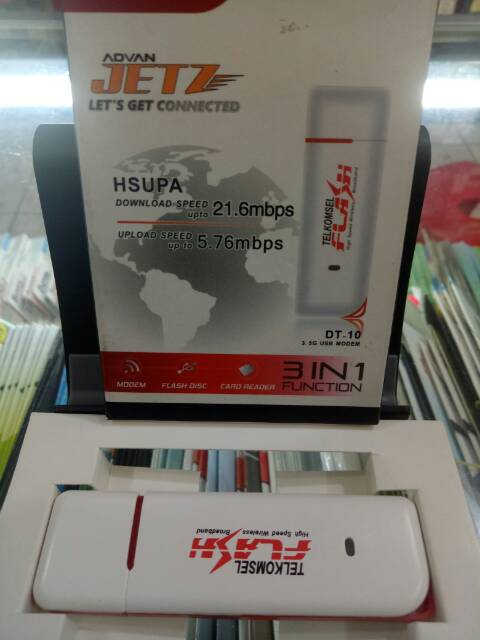 ADVAN
JETZ
LET'S GET CONNECTED
HSUPA
DOWNLOAD SPEED upto 21.6mbps
UPLOAD SPEED up to 5.76mbps
TELKOMSEL
FLASH
High Speed Wireless Broadband
DT-10
3.5G USB MODEM
MODEM
FLASH DISC
CARD READER
3 IN 1
FUNCTION
TELKOMSEL
FLASH
High Speed Wireless Broadband